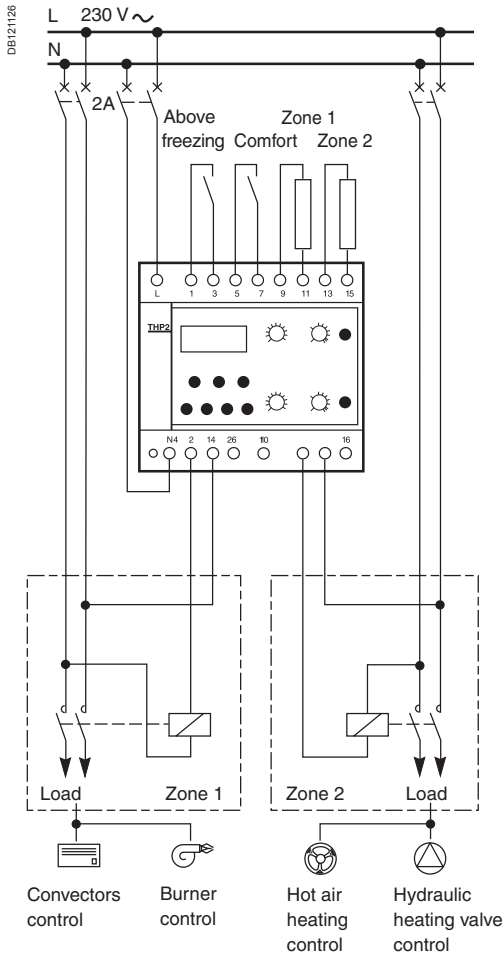 DB121126
L 230 V
N
2A
Above freezing
Comfort
Zone 1
Zone 2
L 1 3 5 7 9 11 13 15
THP2
N4 2 14 26 10 16
Load
Zone 1
Zone 2
Load
Convectors control
Burner control
Hot air heating control
Hydraulic heating valve control